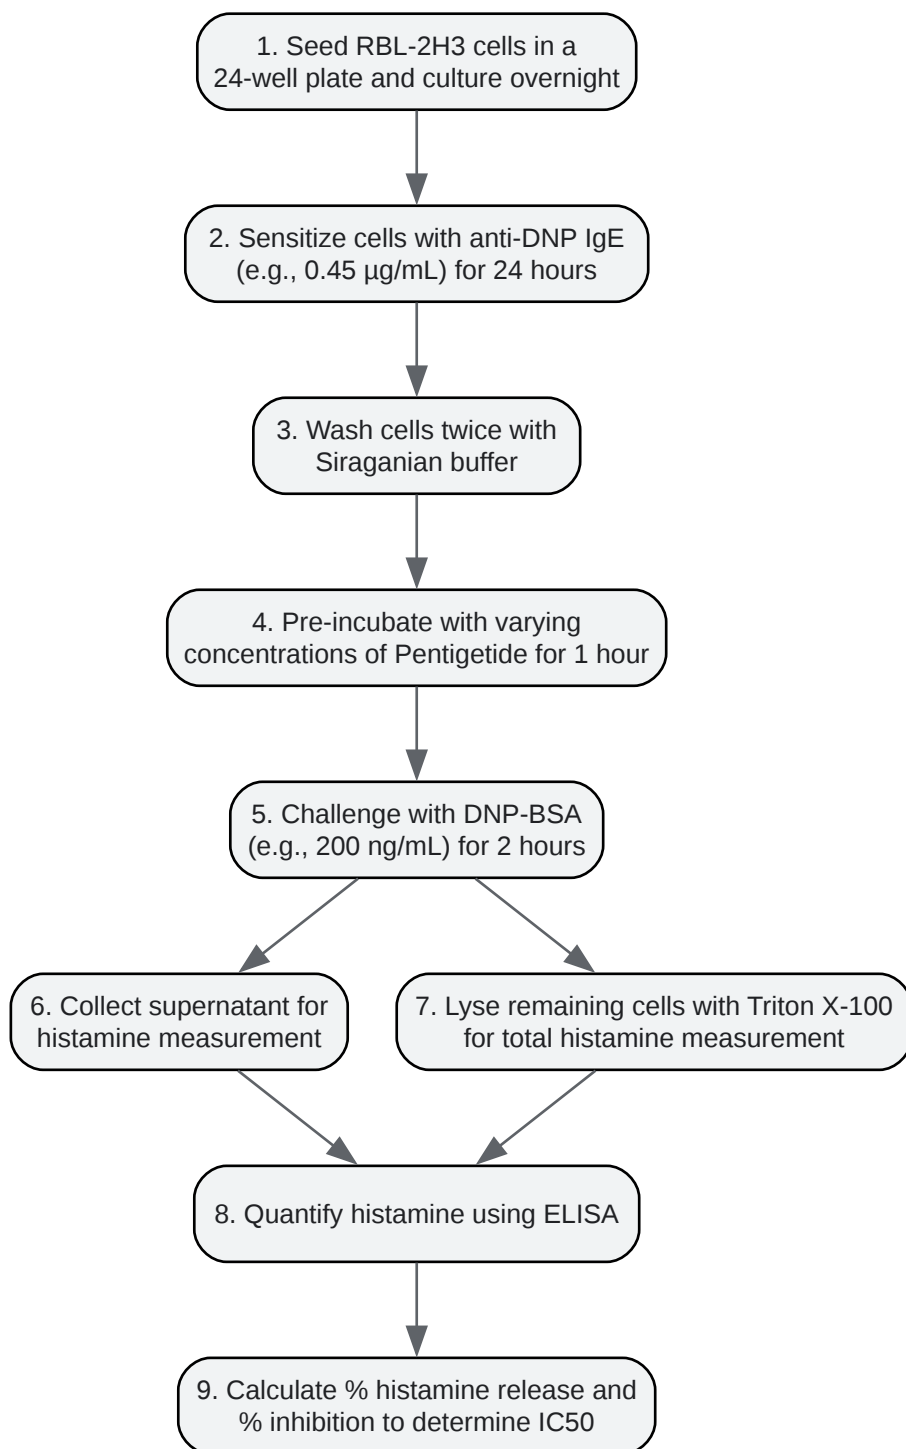 1. Seed RBL-2H3 cells in a
24-well plate and culture overnight
2. Sensitize cells with anti-DNP IgE
(e.g., 0.45 µg/mL) for 24 hours
3. Wash cells twice with
Siraganian buffer
4. Pre-incubate with varying
concentrations of Pentigetide for 1 hour
5. Challenge with DNP-BSA
(e.g., 200 ng/mL) for 2 hours
6. Collect supernatant for
histamine measurement
7. Lyse remaining cells with Triton X-100
for total histamine measurement
8. Quantify histamine using ELISA
9. Calculate % histamine release and
% inhibition to determine IC50